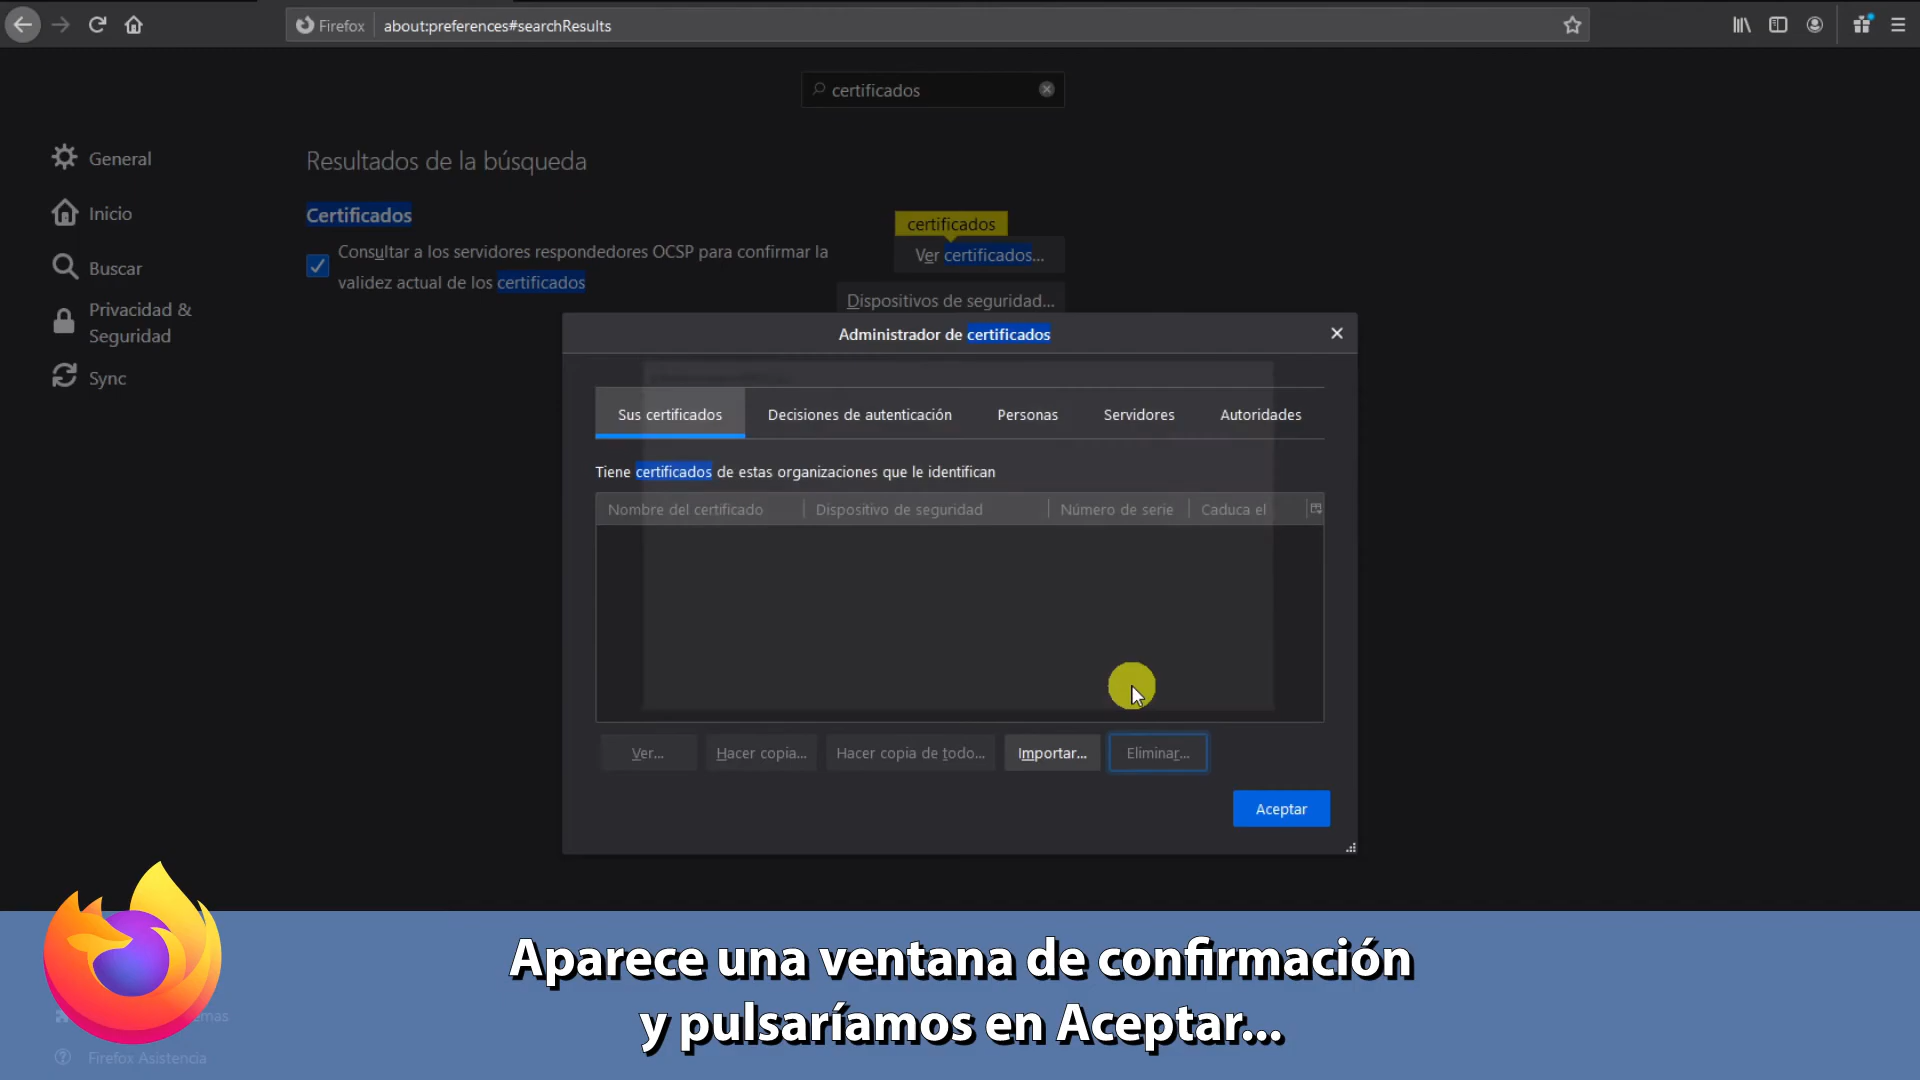 Firefox
about:preferences#searchResults
certificados
General
Inicio
Buscar
Privacidad &
Seguridad
Sync
Resultados de la búsqueda
Certificados
Consultar a los servidores respondedores OCSP para confirmar la
validez actual de los certificados
certificados
Ver certificados...
Dispositivos de seguridad...
Administrador de certificados
Sus certificados
Decisiones de autenticación
Personas
Servidores
Autoridades
Tiene certificados de estas organizaciones que le identifican
Nombre del certificado
Dispositivo de seguridad
Número de serie
Caduca el
Ver...
Hacer copia...
Hacer copia de todo...
Importar...
Eliminar...
Aceptar
Aparece una ventana de confirmación
y pulsaríamos en Aceptar...
Firefox Asistencia